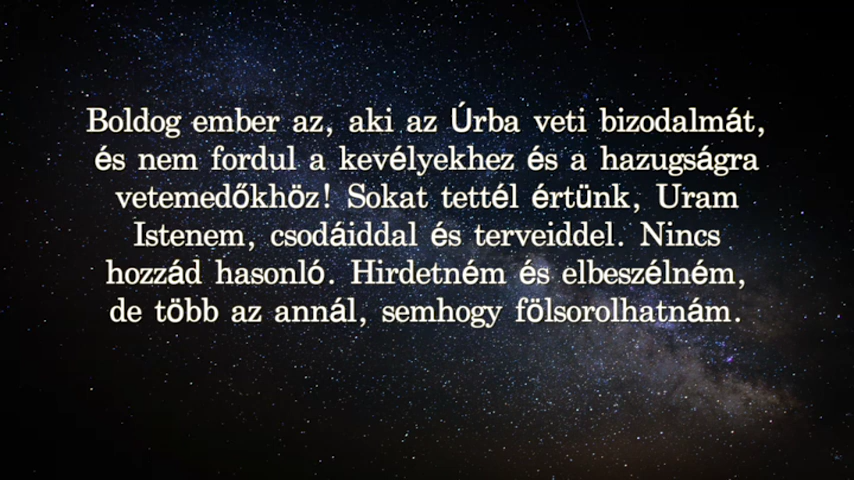 Boldog ember az, aki az Úrba veti bizodalmát,
és nem fordul a kevélyekhez és a hazugságra
vetemedőkhöz! Sokat tettél értünk, Uram
Istenem, csodáiddal és terveiddel. Nincs
hozzád hasonló. Hirdetném és elbeszélném,
de több az annál, semhogy fölsorolhatnám.